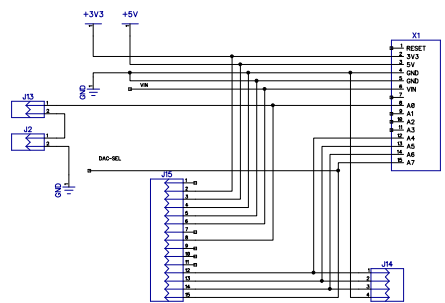 +3V3 +5V
X1
1 RESET
2 3V3
3 5V
4 GND
5 GND
6 VIN
7
8 A0
9 A1
10 A2
11 A3
12 A4
13 A5
14 A6
15 A7
GND
VIN
J13
1
2
J2
1
2
GND
DAC-SEL
J15
1
2
3
4
5
6
7
8
9
10
11
12
13
14
15
J14
1
2
3
4